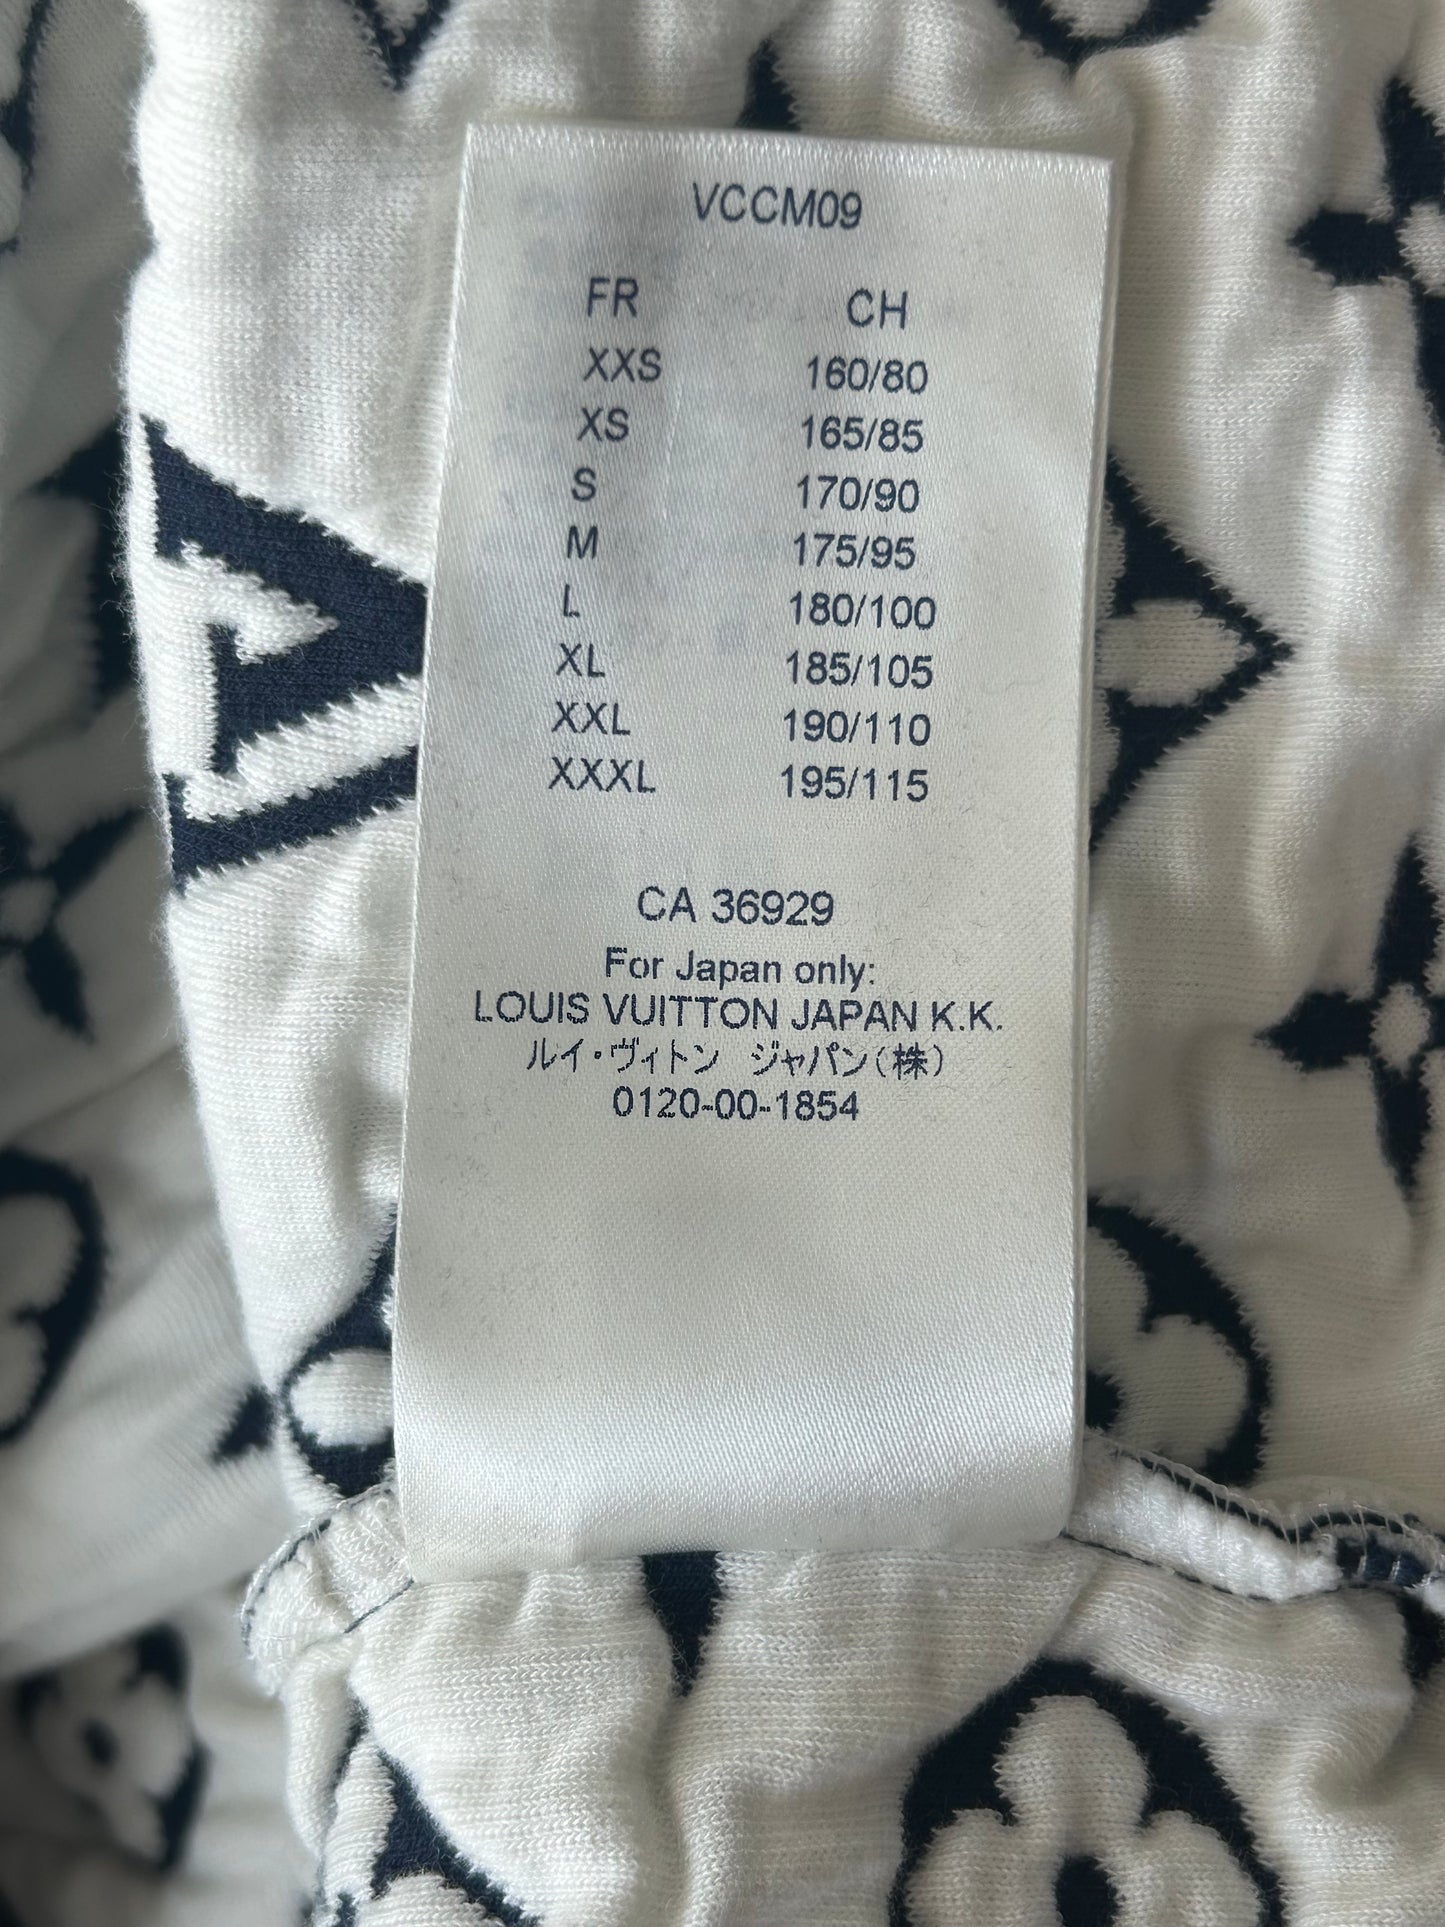 VCCM09
FR CH
XXS 160/80
XS 165/85
S 170/90
M 175/95
L 180/100
XL 185/105
XXL 190/110
XXXL 195/115
CA 36929
For Japan only:
LOUIS VUITTON JAPAN K.K.
ルイ・ヴィトン ジャパン(株)
0120-00-1854